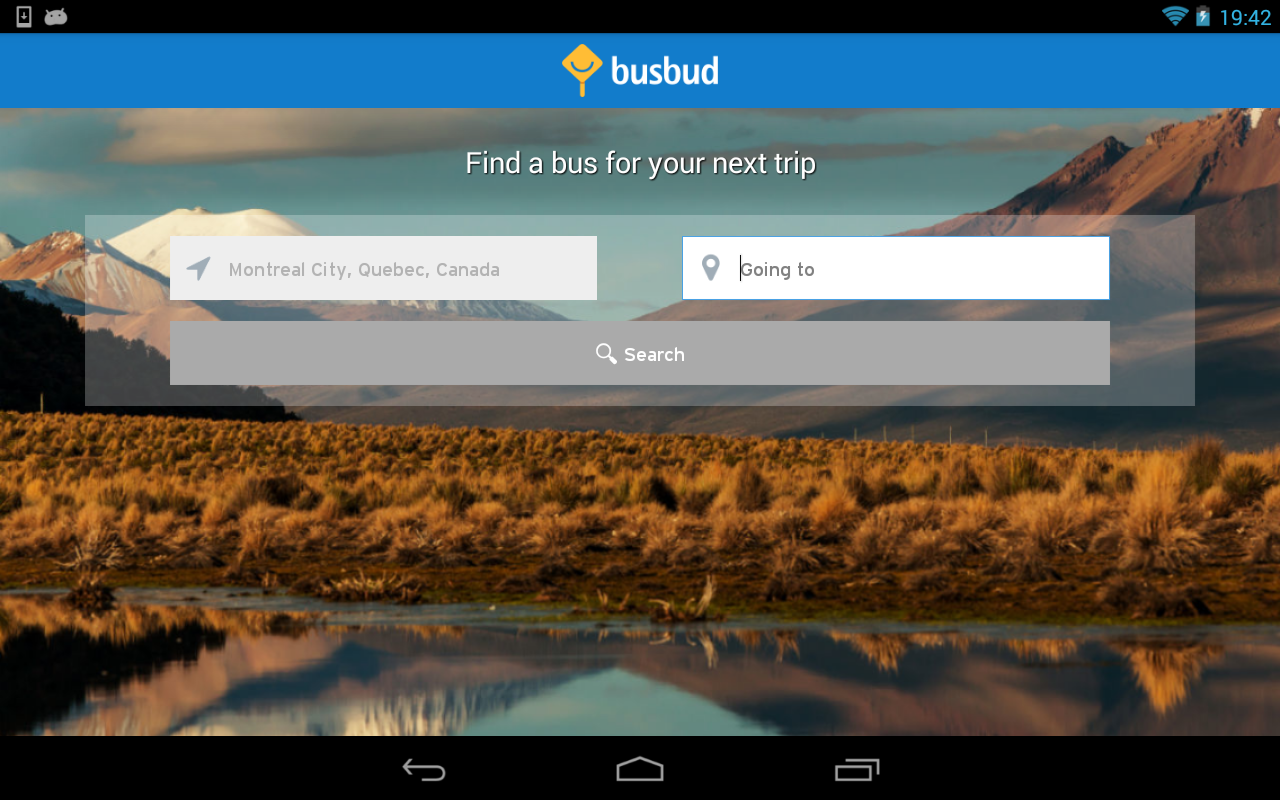 19:42
busbud
Find a bus for your next trip
Montreal City, Quebec, Canada
Going to
Search